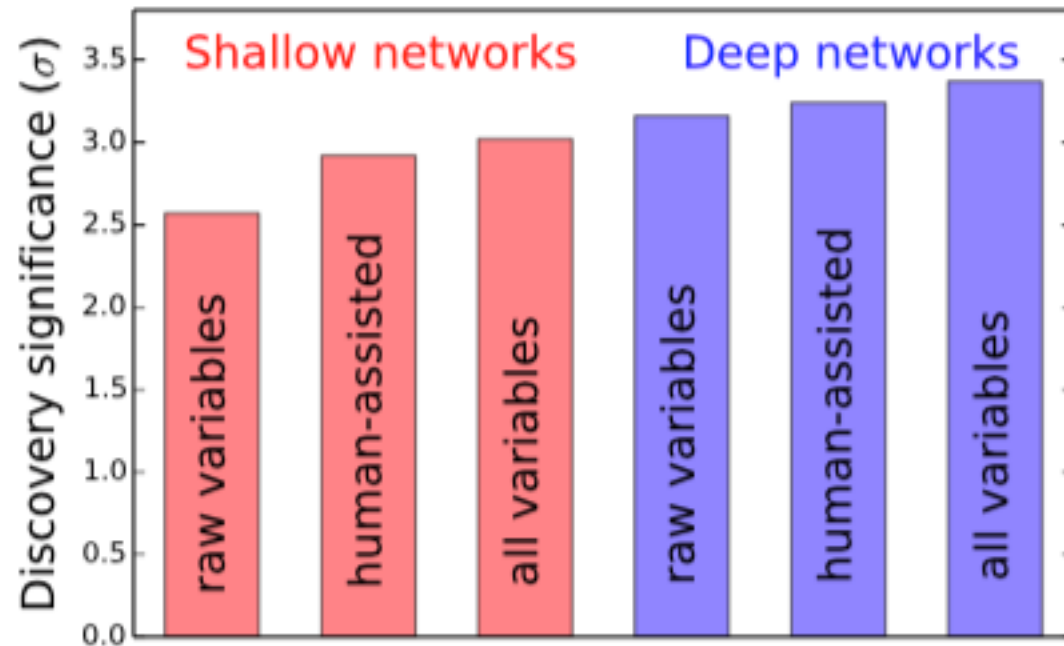 Discovery significance (σ)
3.5
3.0
2.5
2.0
1.5
1.0
0.5
0.0
Shallow networks
Deep networks
raw variables
human-assisted
all variables
raw variables
human-assisted
all variables